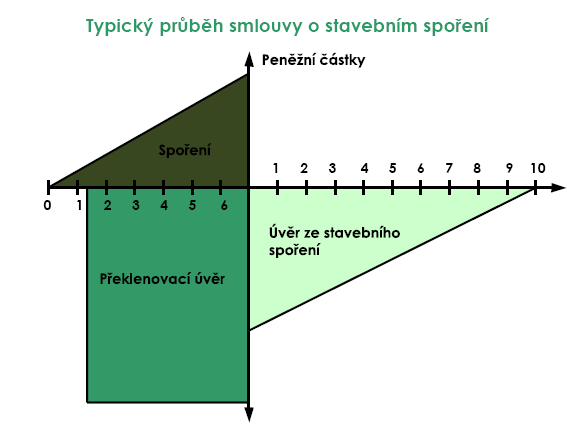 Typický průběh smlouvy o stavebním spoření
Peněžní částky
Spoření
1 2 3 4 5 6 7 8 9 10
0 1 2 3 4 5 6
Úvěr ze stavebního
spoření
Překlenovací úvěr